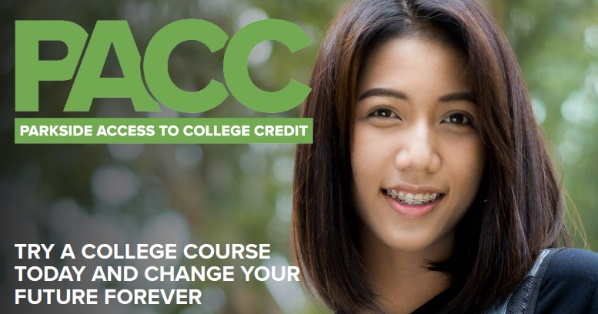 PACC
PARKSIDE ACCESS TO COLLEGE CREDIT
TRY A COLLEGE COURSE
TODAY AND CHANGE YOUR
FUTURE FOREVER